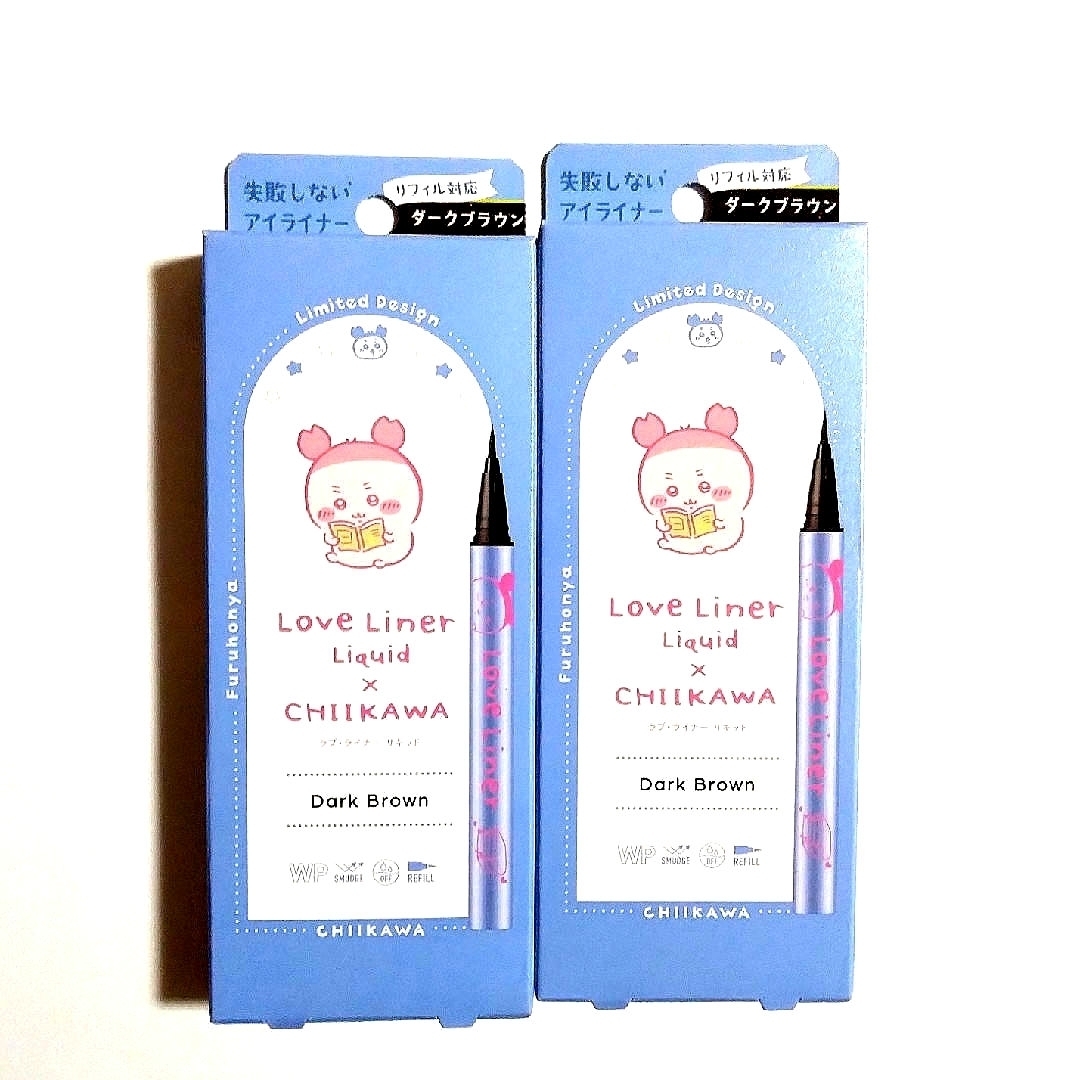 失敗しない
アイライナー
リフィル対応
ダークブラウン
Limited Design
Furuhonya
Love Liner
Liquid
×
CHIIKAWA
ラブ・ライナー リキッド
Dark Brown
WP
SMUDGE
OFF
REFILL
Love Liner
CHIIKAWA
失敗しない
アイライナー
リフィル対応
ダークブラウン
Limited Design
Furuhonya
Love Liner
Liquid
×
CHIIKAWA
ラブ・ライナー リキッド
Dark Brown
WP
SMUDGE
OFF
REFILL
Love Liner
CHIIKAWA